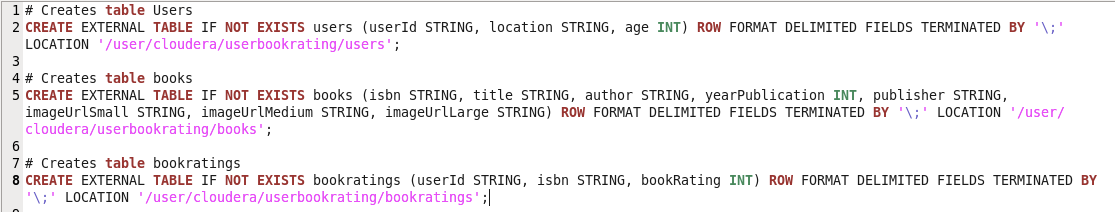 1 # Creates table Users
2 CREATE EXTERNAL TABLE IF NOT EXISTS users (userId STRING, location STRING, age INT) ROW FORMAT DELIMITED FIELDS TERMINATED BY '\;'
LOCATION '/user/cloudera/userbookrating/users';
3
4 # Creates table books
5 CREATE EXTERNAL TABLE IF NOT EXISTS books (isbn STRING, title STRING, author STRING, yearPublication INT, publisher STRING,
imageUrlSmall STRING, imageUrlMedium STRING, imageUrlLarge STRING) ROW FORMAT DELIMITED FIELDS TERMINATED BY '\;' LOCATION '/user/
cloudera/userbookrating/books';
6
7 # Creates table bookratings
8 CREATE EXTERNAL TABLE IF NOT EXISTS bookratings (userId STRING, isbn STRING, bookRating INT) ROW FORMAT DELIMITED FIELDS TERMINATED BY
'\;' LOCATION '/user/cloudera/userbookrating/bookratings';